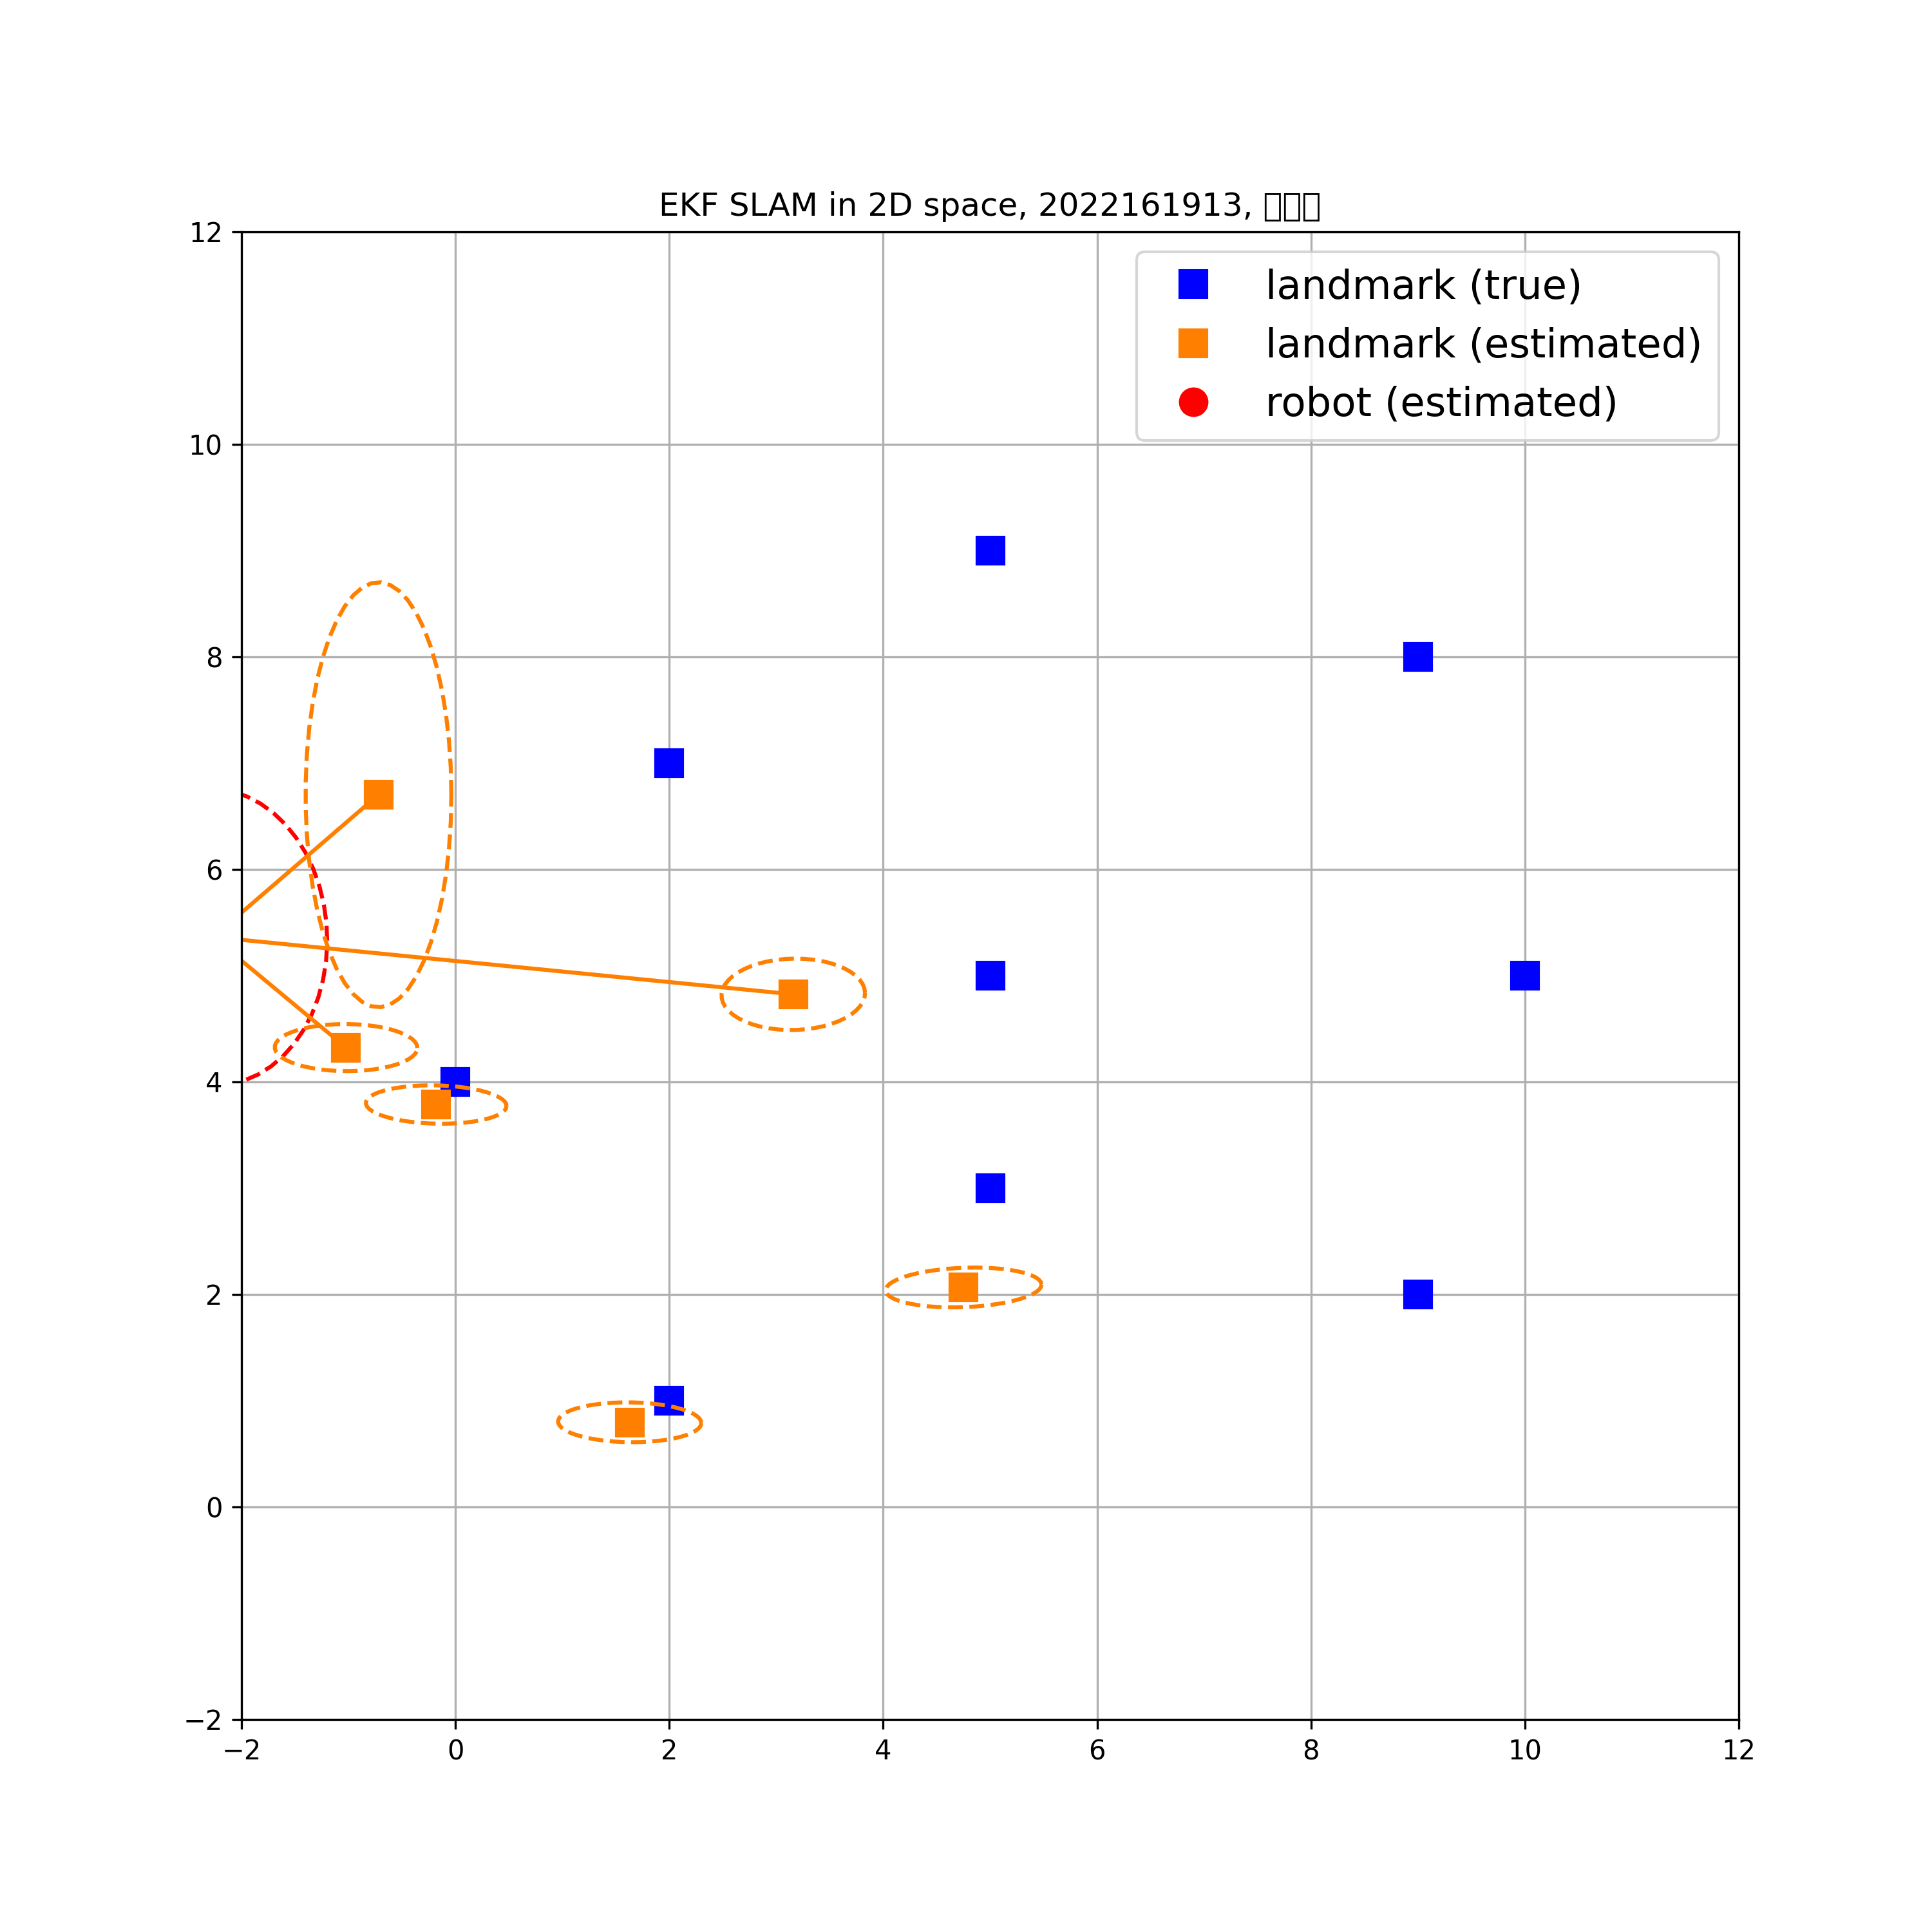 EKF SLAM in 2D space, 2022161913,
12
10
8
6
4
2
0
−2
−2 0 2 4 6 8 10 12
landmark (true)
landmark (estimated)
robot (estimated)